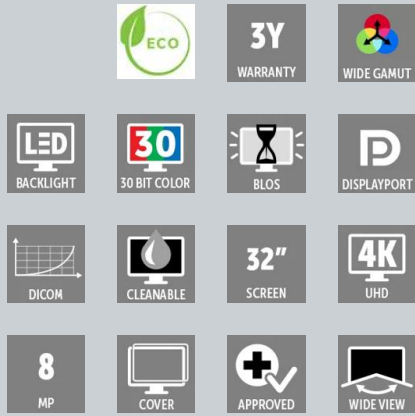 ECO
3Y
WARRANTY
WIDE GAMUT
LED
BACKLIGHT
30
30 BIT COLOR
BLOS
D
DISPLAYPORT
DICOM
CLEANABLE
32"
SCREEN
4K
UHD
8
MP
COVER
APPROVED
WIDE VIEW